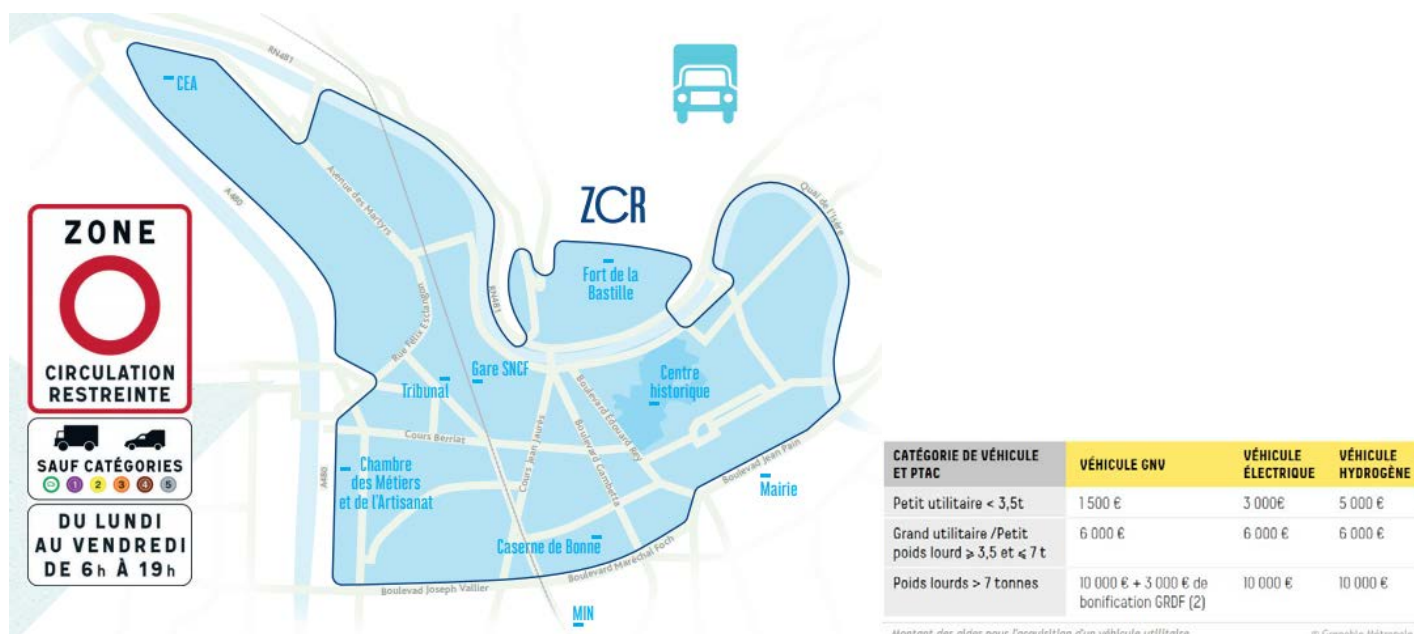 RN481
CEA
A480
Avenue des Martyrs
ZCR
Quai de l'Isère
Fort de la
Bastille
RN481
Rue Félix Esclangon
ZONE
CIRCULATION
RESTREINTE
SAUF CATÉGORIES
1 2 3 4 5
DU LUNDI
AU VENDREDI
DE 6h À 19h
Gare SNCF
Tribunal
Centre
historique
Boulevard Edouard Rey
Cours Berriat
Cours Jean Jaurès
Boulevard Gambetta
A480
Chambre
des Métiers
et de l'Artisanat
Boulevard Jean Pain
Mairie
Caserne de Bonne
Boulevard Maréchal Foch
Boulevad Joseph Vallier
MIN
CATÉGORIE DE VÉHICULE
ET PTAC
VÉHICULE GNV
VÉHICULE
ÉLECTRIQUE
VÉHICULE
HYDROGÈNE
Petit utilitaire < 3,5t
1 500 €
3 000€
5 000 €
Grand utilitaire /Petit
poids lourd ⩾ 3,5 et ⩽ 7 t
6 000 €
6 000 €
6 000 €
Poids lourds > 7 tonnes
10 000 € + 3 000 € de
bonification GRDF (2)
10 000 €
10 000 €